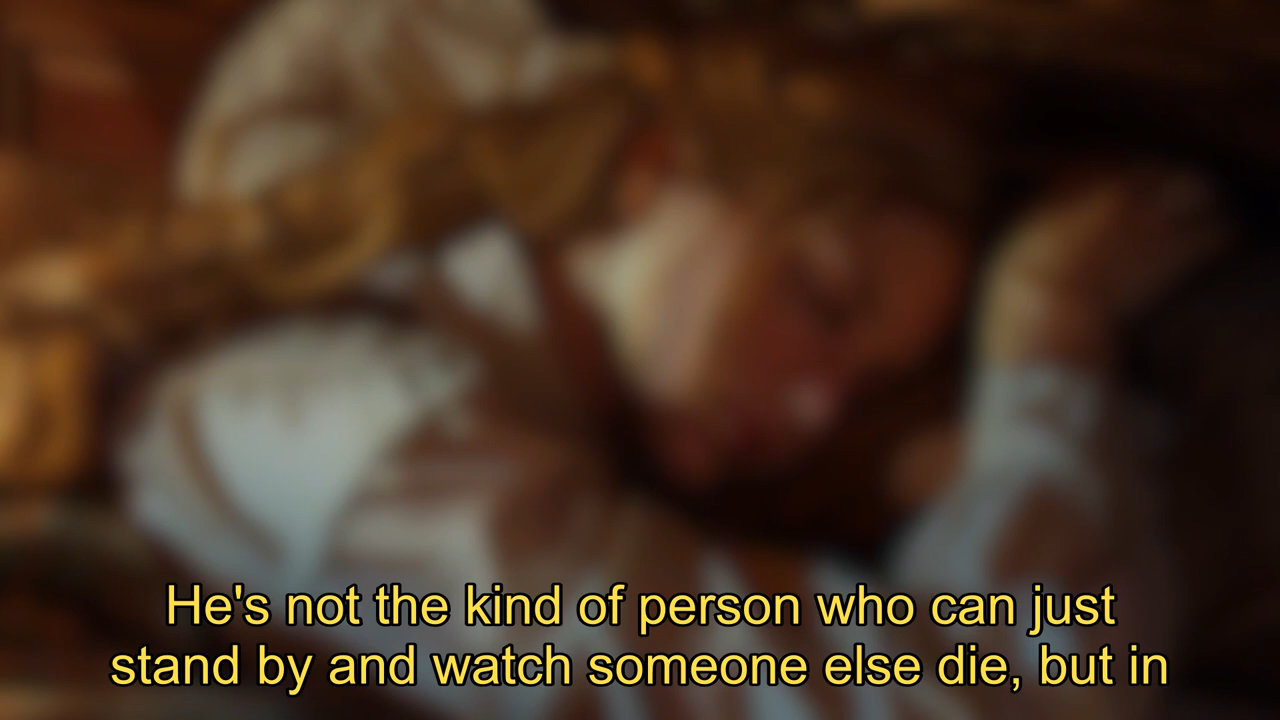 He's not the kind of person who can just
stand by and watch someone else die, but in